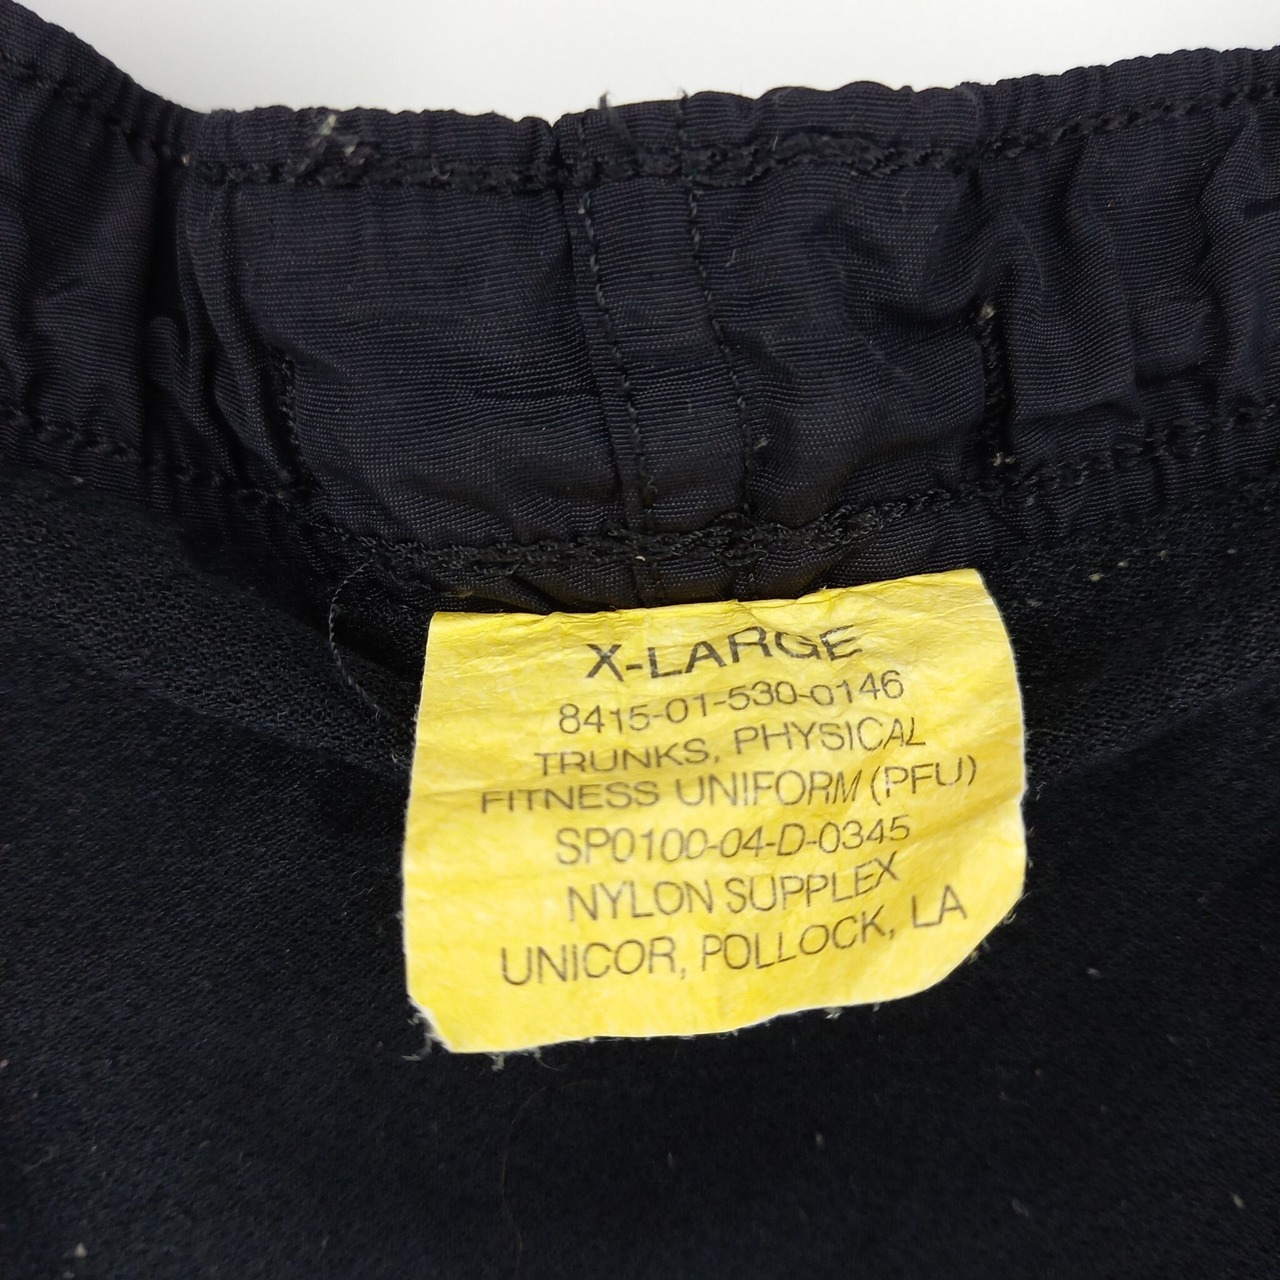 X-LARGE
8415-01-530-0146
TRUNKS, PHYSICAL
FITNESS UNIFORM (PFU)
SP0100-04-D-0345
NYLON SUPPLEX
UNICOR, POLLOCK, LA